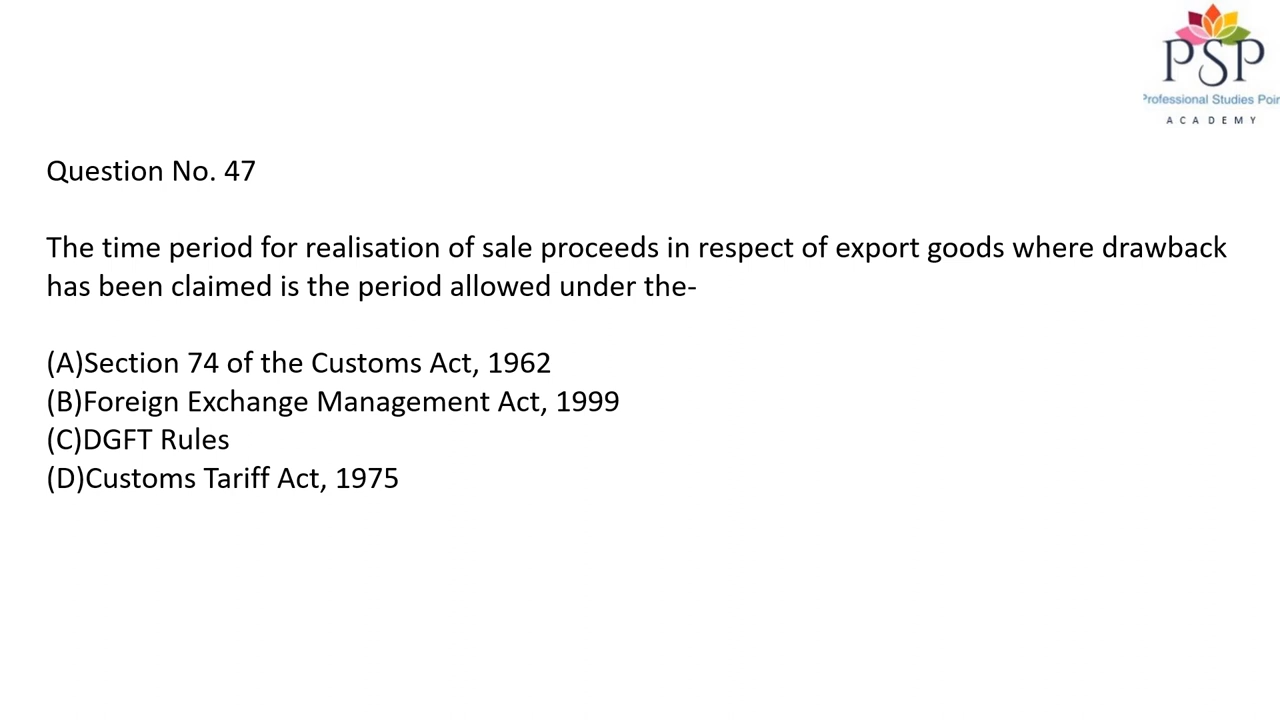 PSP
Professional Studies Poin
ACADEMY
Question No. 47
The time period for realisation of sale proceeds in respect of export goods where drawback
has been claimed is the period allowed under the-
(A)Section 74 of the Customs Act, 1962
(B)Foreign Exchange Management Act, 1999
(C)DGFT Rules
(D)Customs Tariff Act, 1975